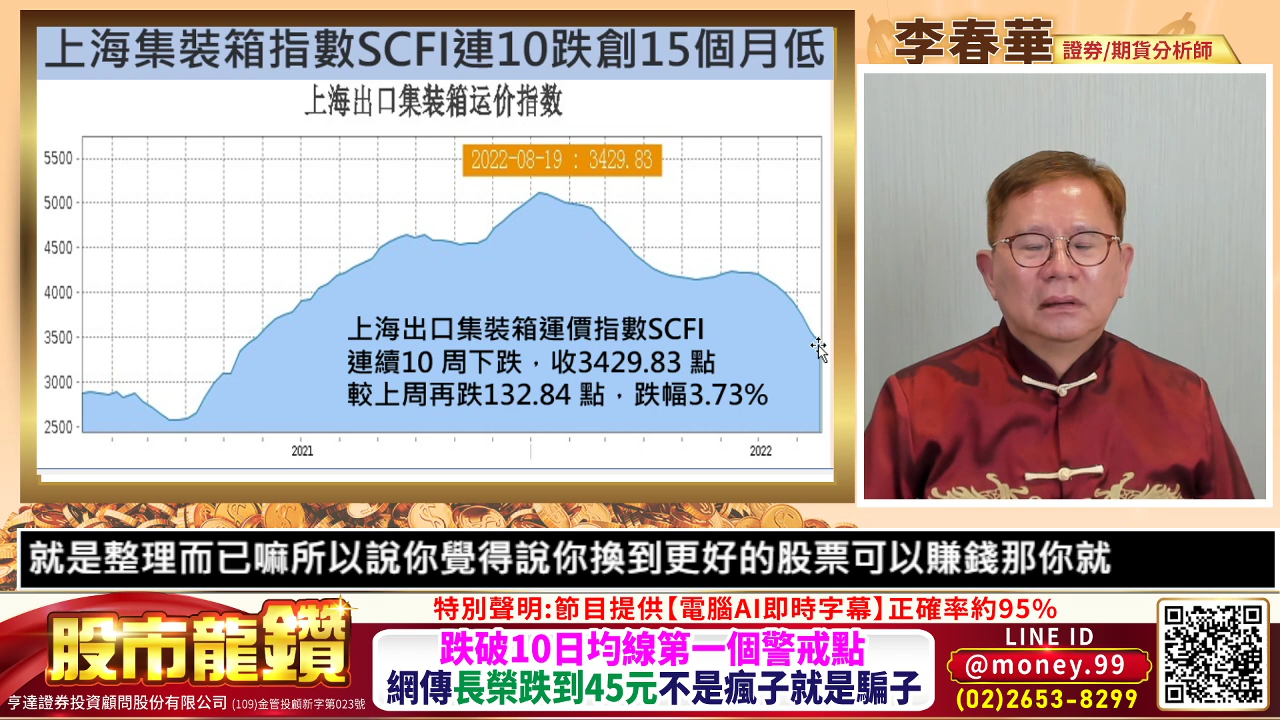 上海集裝箱指數SCFI連10跌創15個月低
上海出口集装箱运价指数
2022-08-19 : 3429.83
5500
5000
4500
4000
3500
3000
2500
上海出口集裝箱運價指數SCFI
連續10 周下跌，收3429.83 點
較上周再跌132.84 點，跌幅3.73%
2021
2022
李春華
證券/期貨分析師
就是整理而已嘛所以說你覺得說你換到更好的股票可以賺錢那你就
特別聲明:節目提供【電腦AI即時字幕】正確率約95%
股市龍鑽
亨達證券投資顧問股份有限公司 (109)金管投顧新字第023號
跌破10日均線第一個警戒點
網傳長榮跌到45元不是瘋子就是騙子
LINE ID
@money.99
(02)2653-8299